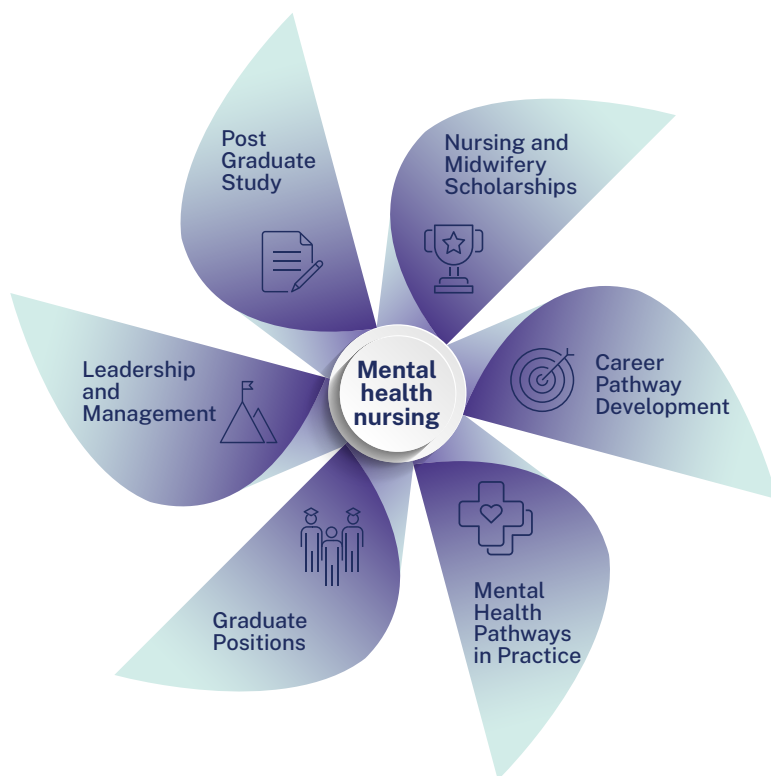 Post
Graduate
Study
Nursing and
Midwifery
Scholarships
Leadership
and
Management
Mental
health
nursing
Career
Pathway
Development
Graduate
Positions
Mental
Health
Pathways
in Practice